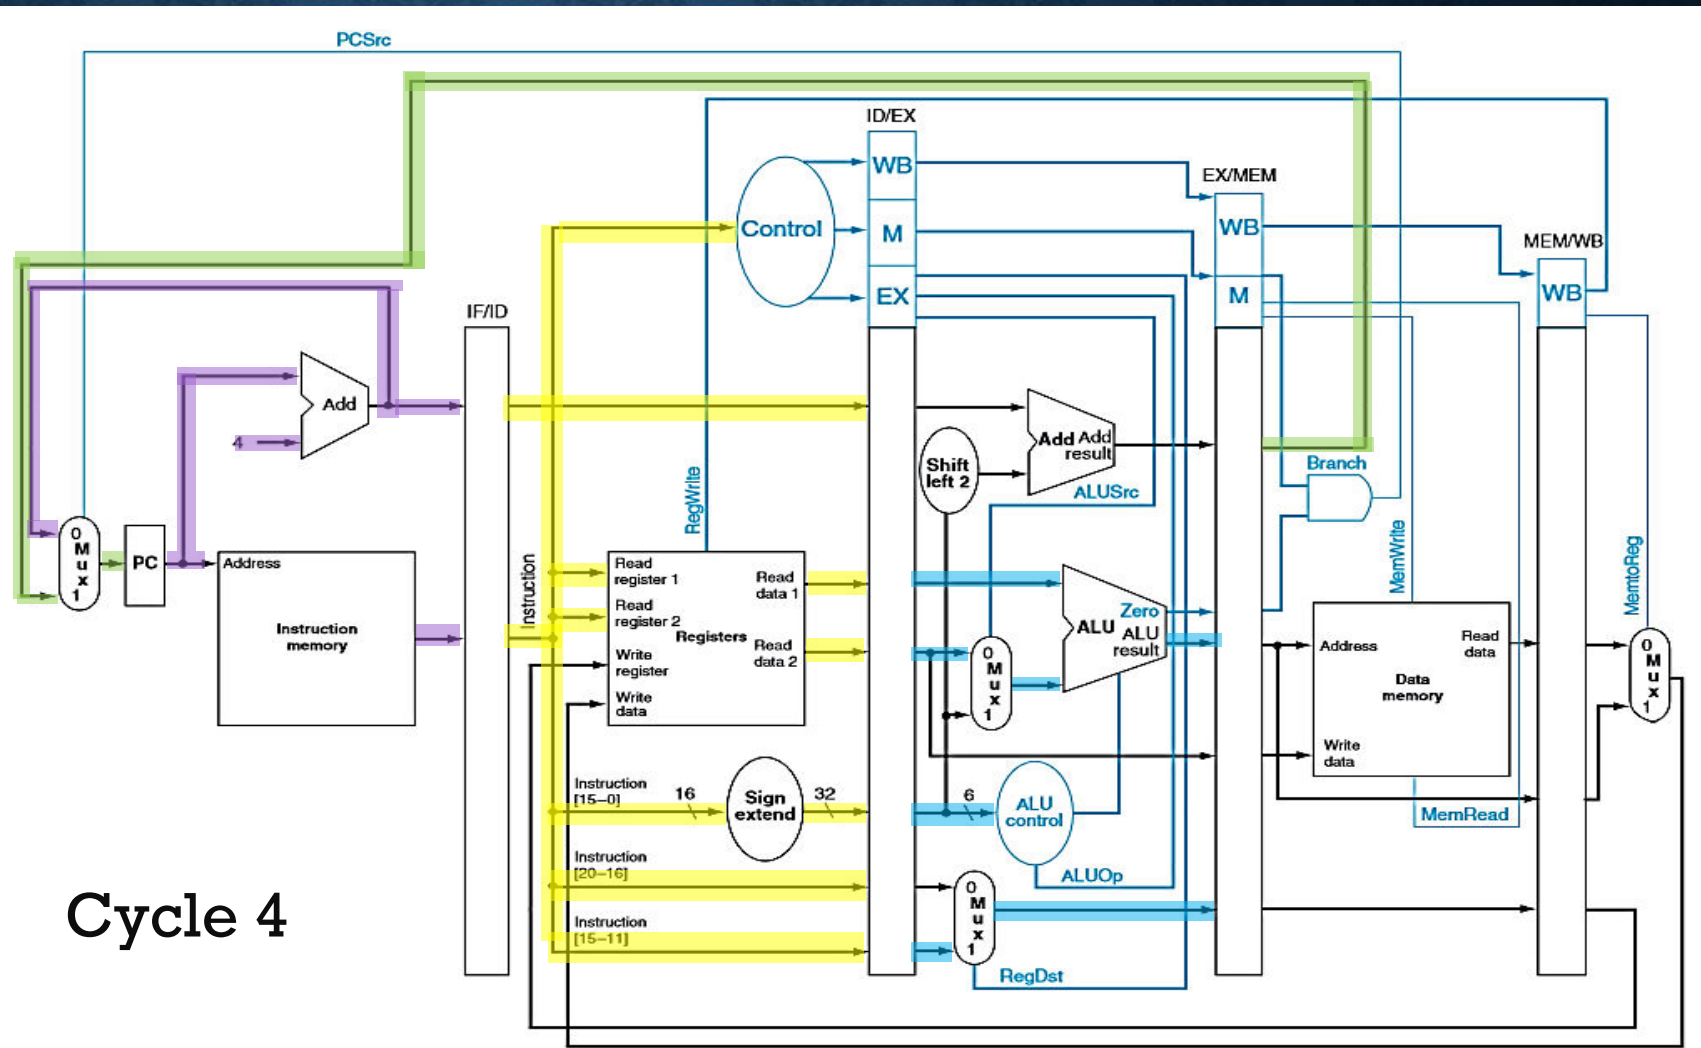 PCSrc
ID/EX
WB
EX/MEM
Control
M
WB
MEM/WB
EX
M
WB
IF/ID
Add
4
Add Add
result
Shift
left 2
Branch
ALUSrc
RegWrite
MemWrite
MemtoReg
0
M
u
x
1
PC
Address
Instruction
memory
Instruction
Read
register 1
Read
register 2
Write
register
Write
data
Registers
Read
data 1
Read
data 2
0
M
u
x
1
Zero
ALU
ALU
result
Address
Read
data
Data
memory
Write
data
0
M
u
x
1
MemRead
Instruction
[15–0]
16
Sign
extend
32
6
ALU
control
ALUOp
Instruction
[20–16]
Instruction
[15–11]
0
M
u
x
1
RegDst
Cycle 4